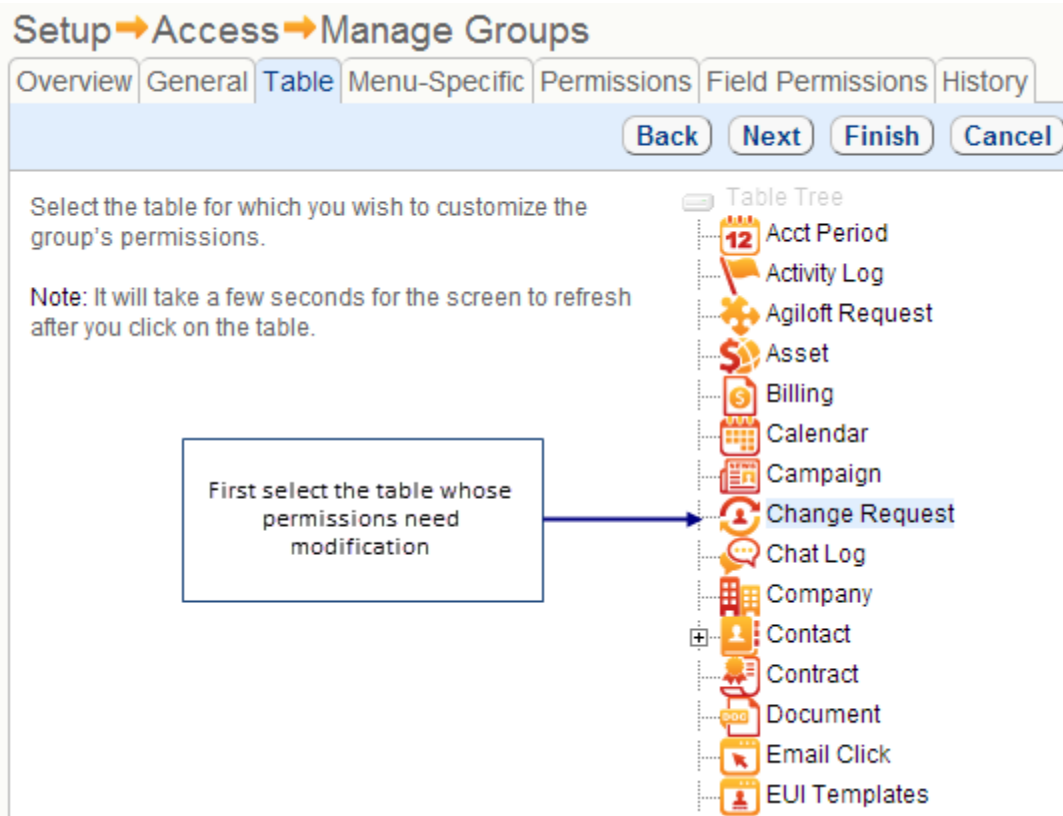 Setup Access Manage Groups
Overview General Table Menu-Specific Permissions Field Permissions History
Back Next Finish Cancel
Select the table for which you wish to customize the
group's permissions.
Note: It will take a few seconds for the screen to refresh
after you click on the table.
First select the table whose
permissions need
modification
Table Tree
12
Acct Period
Activity Log
Agiloft Request
Asset
Billing
Calendar
NEWS
Campaign
Change Request
Chat Log
Company
Contact
Contract
DOC
Document
Email Click
EUI Templates